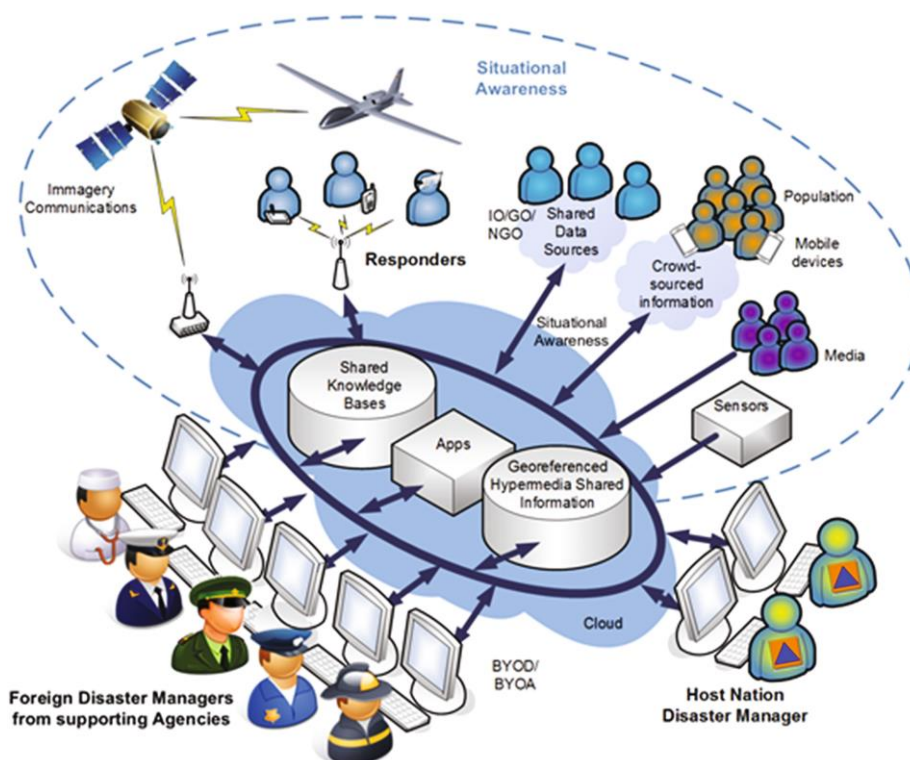 Situational
Awareness
Immagery
Communications
Responders
IO/GO/
NGO
Shared
Data
Sources
Population
Mobile
devices
Crowd-
sourced
information
Situational
Awareness
Media
Sensors
Shared
Knowledge
Bases
Apps
Georeferenced
Hypermedia Shared
Information
Cloud
BYOD/
BYOA
Foreign Disaster Managers
from supporting Agencies
Host Nation
Disaster Manager